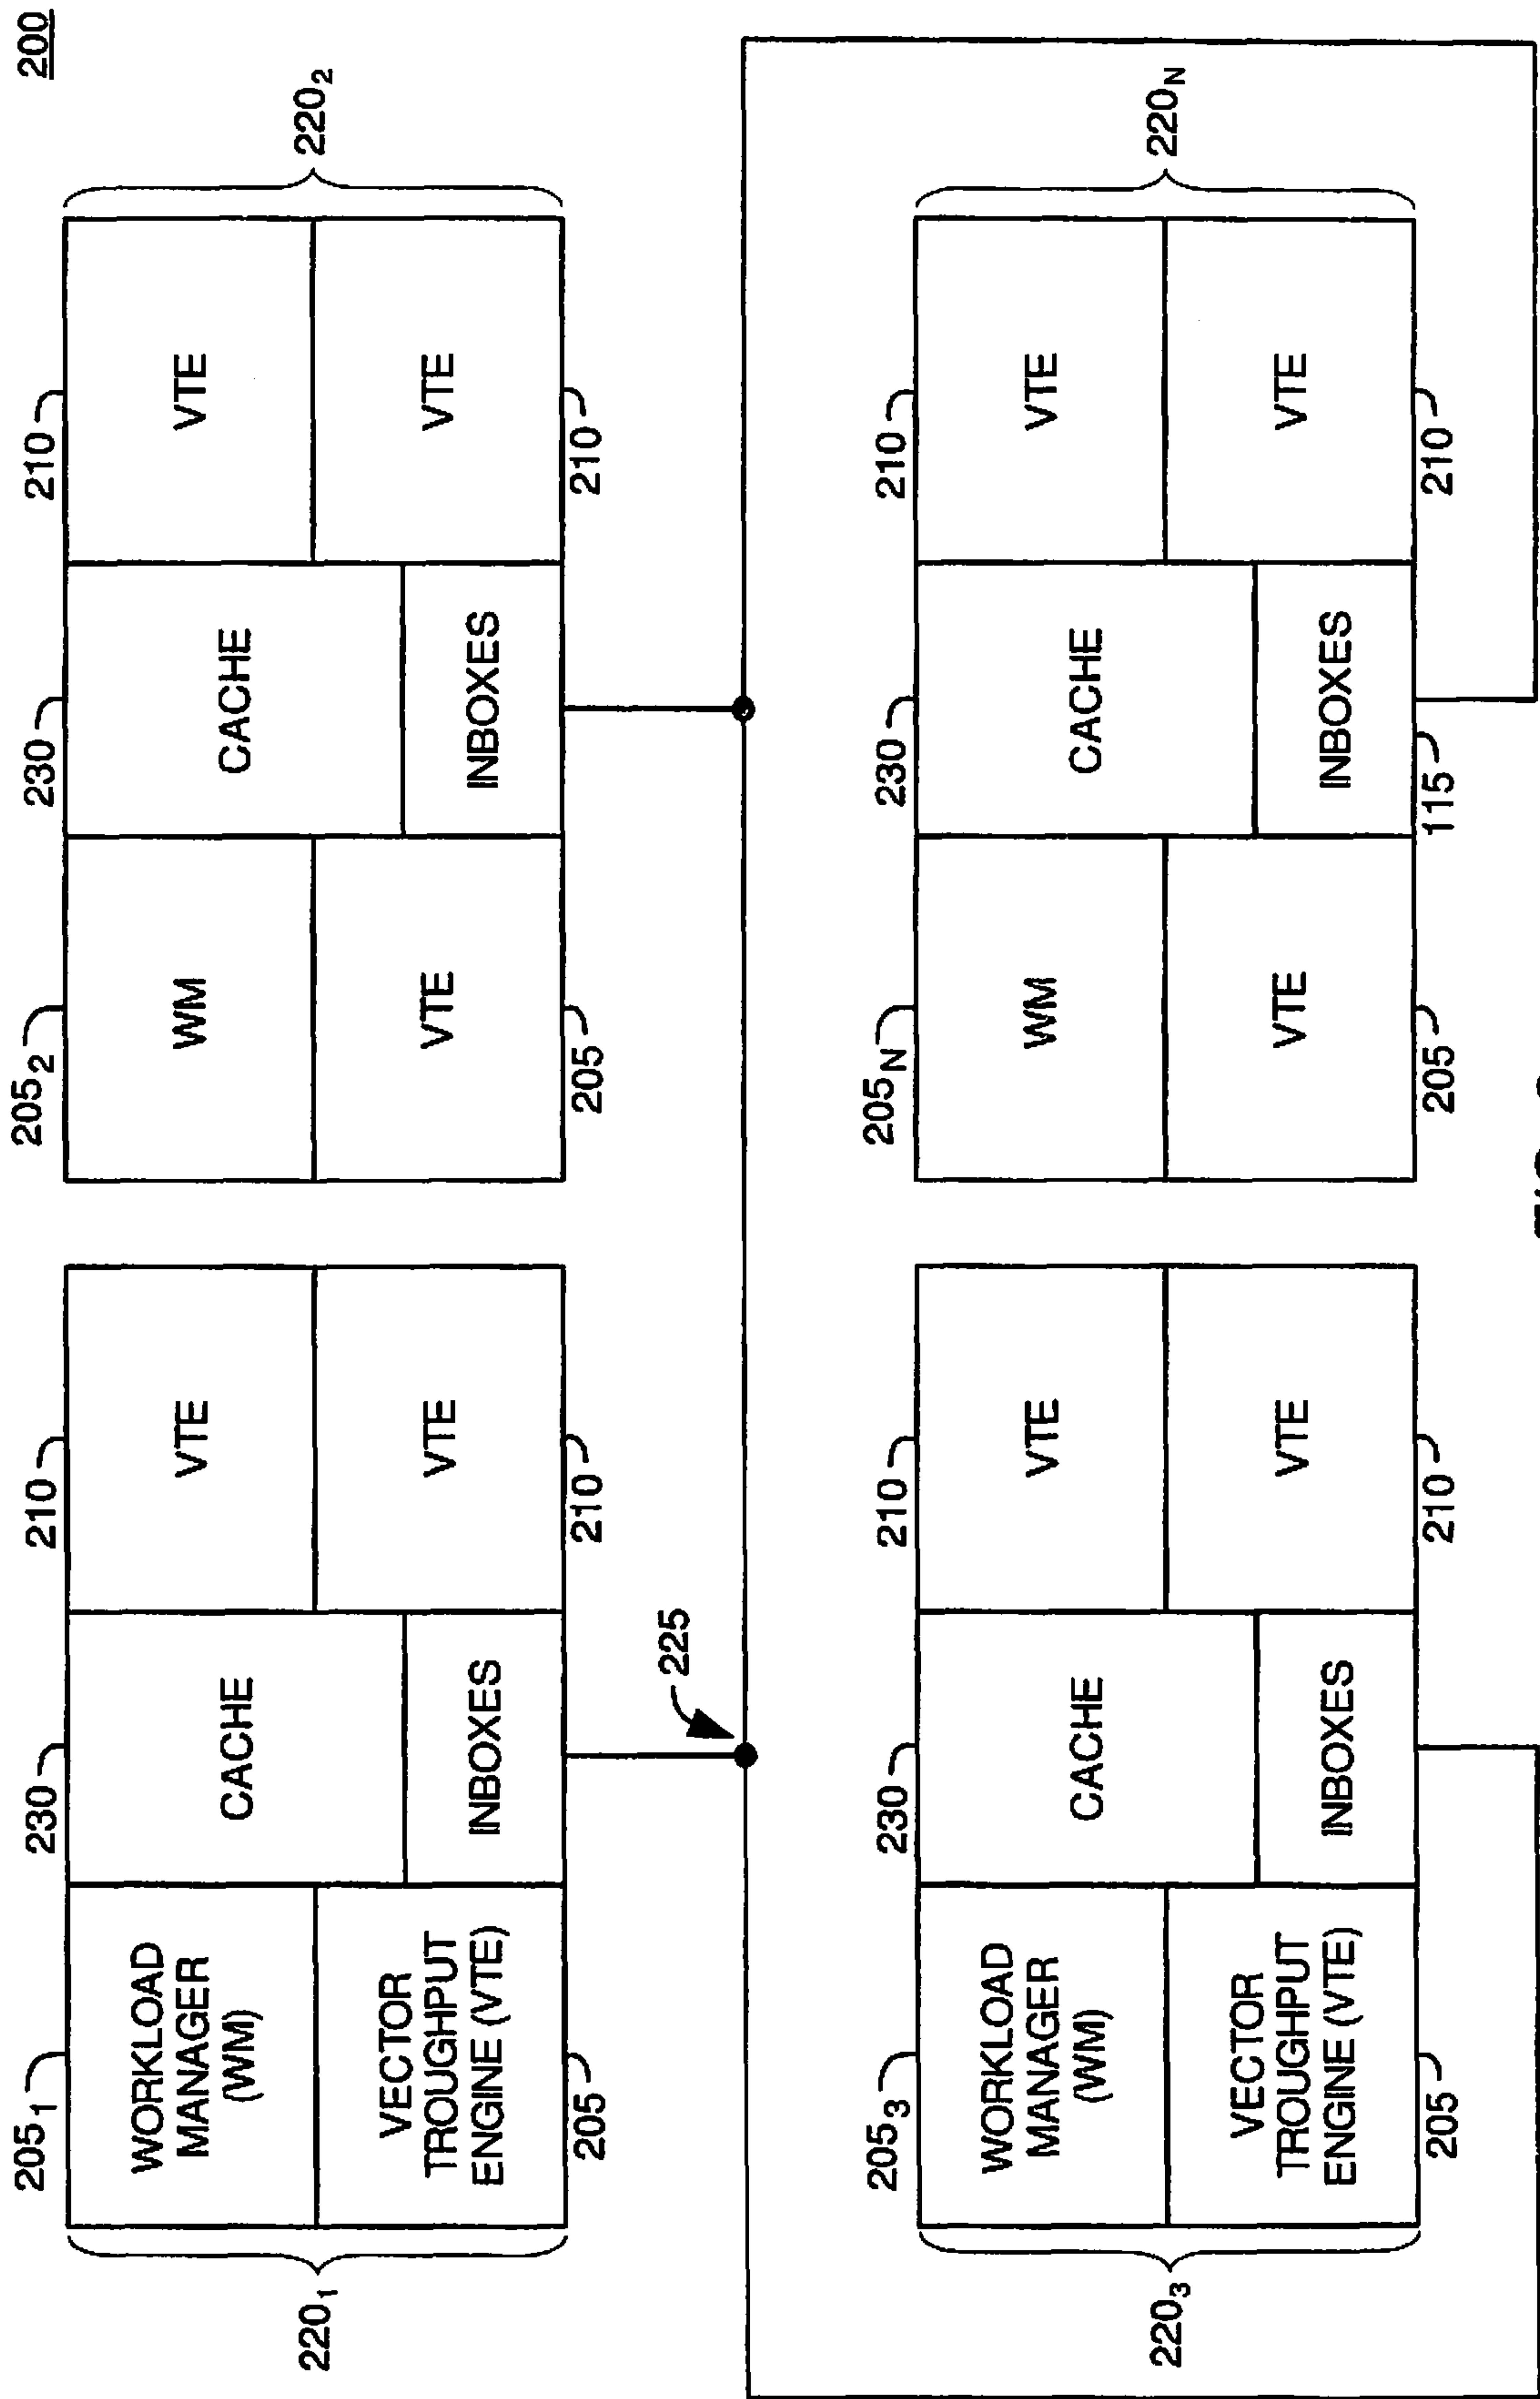 200
205₁
230
210
205₂
230
210
WORKLOAD
MANAGER
(WM)
CACHE
VTE
WM
CACHE
VTE
220₁
220₂
VECTOR
TROUGHPUT
ENGINE (VTE)
INBOXES
VTE
VTE
INBOXES
VTE
205
210
205
210
225
205₃
230
210
205N
230
210
WORKLOAD
MANAGER
(WM)
CACHE
VTE
WM
CACHE
VTE
220₃
220N
VECTOR
TROUGHPUT
ENGINE (VTE)
INBOXES
VTE
VTE
INBOXES
VTE
205
210
205
115
210